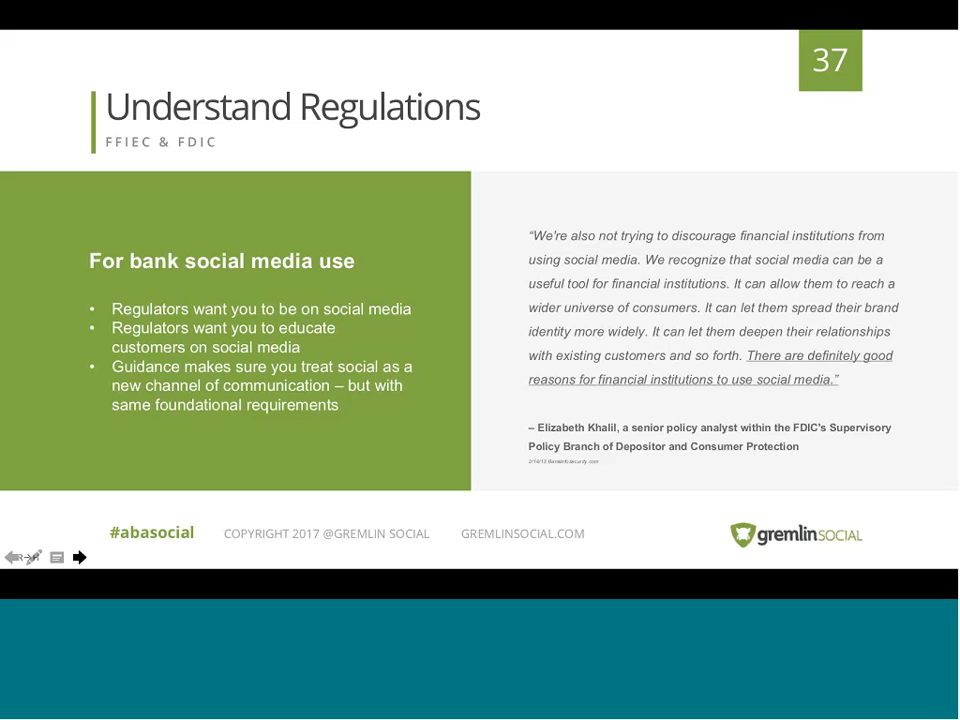 37
Understand Regulations
FFIEC & FDIC
For bank social media use
• Regulators want you to be on social media
• Regulators want you to educate
customers on social media
• Guidance makes sure you treat social as a
new channel of communication – but with
same foundational requirements
“We're also not trying to discourage financial institutions from
using social media. We recognize that social media can be a
useful tool for financial institutions. It can allow them to reach a
wider universe of consumers. It can let them spread their brand
identity more widely. It can let them deepen their relationships
with existing customers and so forth. There are definitely good
reasons for financial institutions to use social media.”
– Elizabeth Khalil, a senior policy analyst within the FDIC's Supervisory
Policy Branch of Depositor and Consumer Protection
2/14/13 Bankinfosecurity.com
#abasocial COPYRIGHT 2017 @GREMLIN SOCIAL GREMLINSOCIAL.COM
gremlinSOCIAL